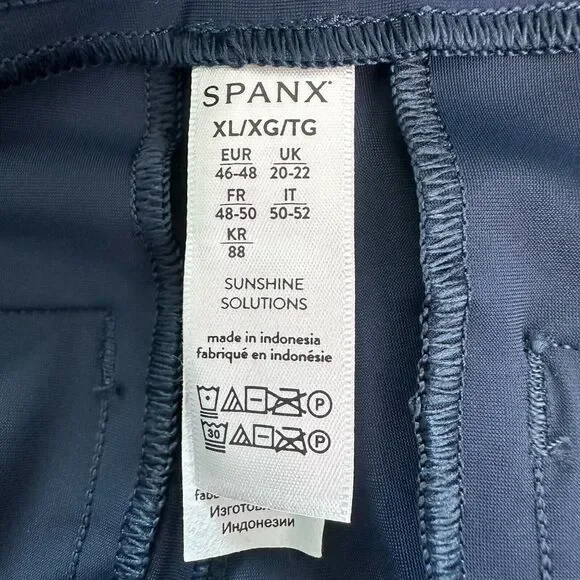 SPANX
XL/XG/TG
EUR UK
46-48 20-22
FR IT
48-50 50-52
KR
88
SUNSHINE
SOLUTIONS
made in indonesia
fabriqué en indonésie
P
30 P
Индонезии